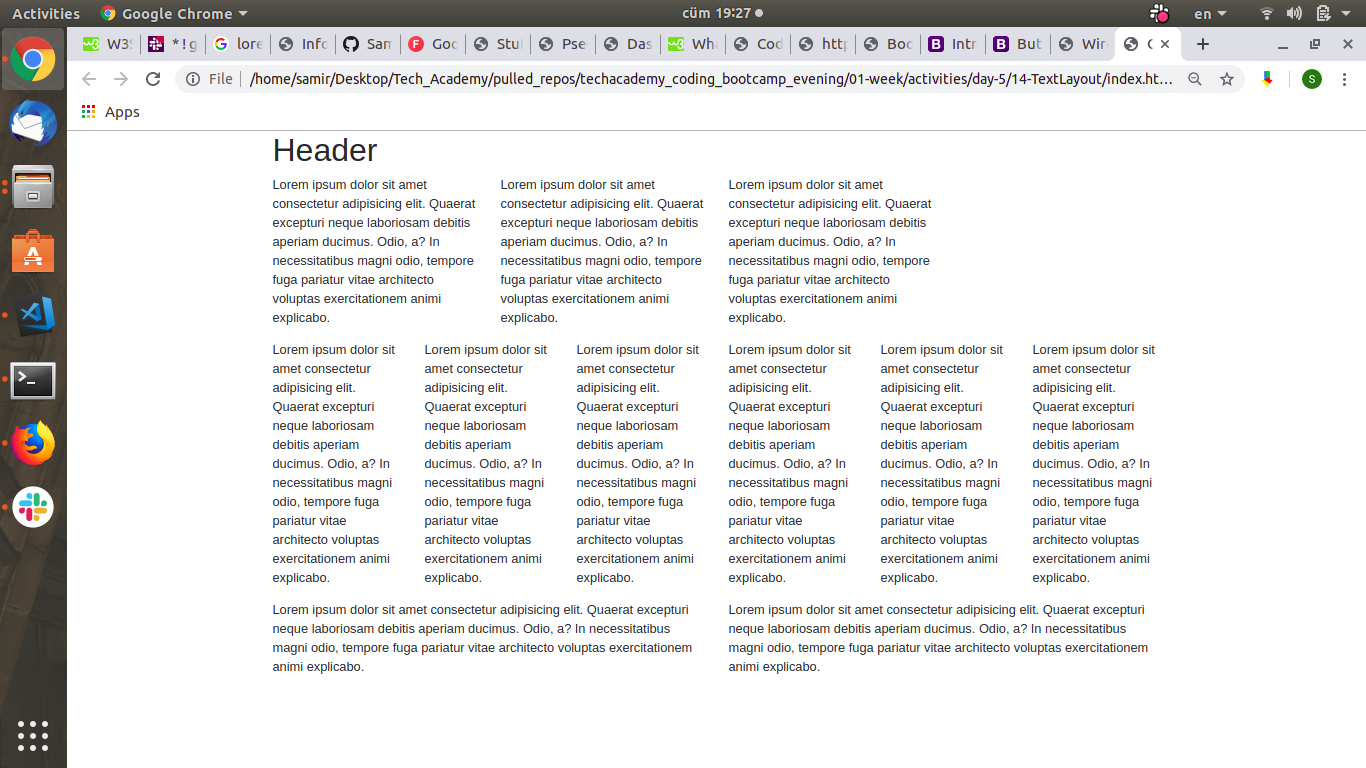 Activities Google Chrome cüm 19:27 en
W3S *!g lore Info San Goo Stu Pse Das Wha Cod http Boo Intr But Wir C
File /home/samir/Desktop/Tech_Academy/pulled_repos/techacademy_coding_bootcamp_evening/01-week/activities/day-5/14-TextLayout/index.ht… S
Apps
Header
Lorem ipsum dolor sit amet
consectetur adipisicing elit. Quaerat
excepturi neque laboriosam debitis
aperiam ducimus. Odio, a? In
necessitatibus magni odio, tempore
fuga pariatur vitae architecto
voluptas exercitationem animi
explicabo.
Lorem ipsum dolor sit amet
consectetur adipisicing elit. Quaerat
excepturi neque laboriosam debitis
aperiam ducimus. Odio, a? In
necessitatibus magni odio, tempore
fuga pariatur vitae architecto
voluptas exercitationem animi
explicabo.
Lorem ipsum dolor sit amet
consectetur adipisicing elit. Quaerat
excepturi neque laboriosam debitis
aperiam ducimus. Odio, a? In
necessitatibus magni odio, tempore
fuga pariatur vitae architecto
voluptas exercitationem animi
explicabo.
Lorem ipsum dolor sit
amet consectetur
adipisicing elit.
Quaerat excepturi
neque laboriosam
debitis aperiam
ducimus. Odio, a? In
necessitatibus magni
odio, tempore fuga
pariatur vitae
architecto voluptas
exercitationem animi
explicabo.
Lorem ipsum dolor sit
amet consectetur
adipisicing elit.
Quaerat excepturi
neque laboriosam
debitis aperiam
ducimus. Odio, a? In
necessitatibus magni
odio, tempore fuga
pariatur vitae
architecto voluptas
exercitationem animi
explicabo.
Lorem ipsum dolor sit
amet consectetur
adipisicing elit.
Quaerat excepturi
neque laboriosam
debitis aperiam
ducimus. Odio, a? In
necessitatibus magni
odio, tempore fuga
pariatur vitae
architecto voluptas
exercitationem animi
explicabo.
Lorem ipsum dolor sit
amet consectetur
adipisicing elit.
Quaerat excepturi
neque laboriosam
debitis aperiam
ducimus. Odio, a? In
necessitatibus magni
odio, tempore fuga
pariatur vitae
architecto voluptas
exercitationem animi
explicabo.
Lorem ipsum dolor sit
amet consectetur
adipisicing elit.
Quaerat excepturi
neque laboriosam
debitis aperiam
ducimus. Odio, a? In
necessitatibus magni
odio, tempore fuga
pariatur vitae
architecto voluptas
exercitationem animi
explicabo.
Lorem ipsum dolor sit
amet consectetur
adipisicing elit.
Quaerat excepturi
neque laboriosam
debitis aperiam
ducimus. Odio, a? In
necessitatibus magni
odio, tempore fuga
pariatur vitae
architecto voluptas
exercitationem animi
explicabo.
Lorem ipsum dolor sit amet consectetur adipisicing elit. Quaerat excepturi
neque laboriosam debitis aperiam ducimus. Odio, a? In necessitatibus
magni odio, tempore fuga pariatur vitae architecto voluptas exercitationem
animi explicabo.
Lorem ipsum dolor sit amet consectetur adipisicing elit. Quaerat excepturi
neque laboriosam debitis aperiam ducimus. Odio, a? In necessitatibus
magni odio, tempore fuga pariatur vitae architecto voluptas exercitationem
animi explicabo.